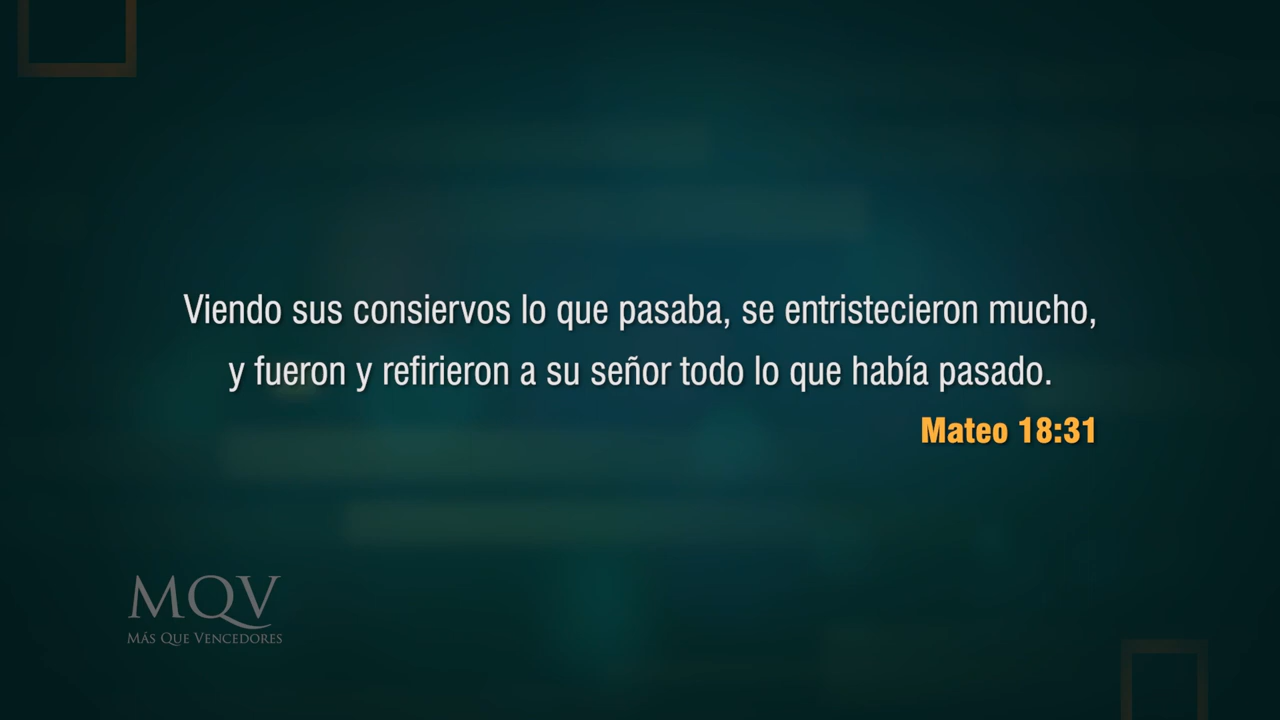 Viendo sus consiervos lo que pasaba, se entristecieron mucho,
y fueron y refirieron a su señor todo lo que había pasado.
Mateo 18:31
MQV
MÁS QUE VENCEDORES